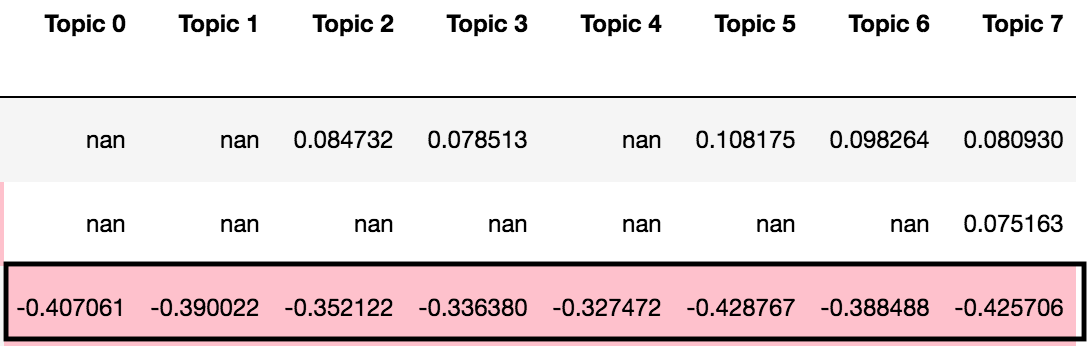 Topic 0 Topic 1 Topic 2 Topic 3 Topic 4 Topic 5 Topic 6 Topic 7
nan nan 0.084732 0.078513 nan 0.108175 0.098264 0.080930
nan nan nan nan nan nan nan 0.075163
-0.407061 -0.390022 -0.352122 -0.336380 -0.327472 -0.428767 -0.388488 -0.425706